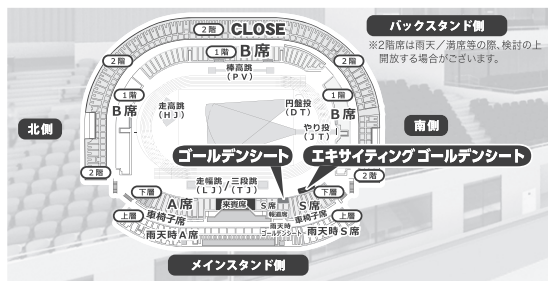 バックスタンド側
※2階席は雨天／満席等の際、検討の上
開放する場合がございます。
2階 CLOSE
1階 B席
2階
2階
棒高跳
(PV)
1階
B席
1階
B席
走高跳
(HJ)
円盤投
(DT)
やり投
(JT)
北側
南側
ゴールデンシート
エキサイティング ゴールデンシート
2階
2階
走幅跳/三段跳
(LJ)/(TJ)
下層
A席
来賓席
S席
報道席
S席
下層
上層
車椅子席
車椅子席
上層
雨天時A席
雨天時
ゴールデンシート
雨天時S席
メインスタンド側